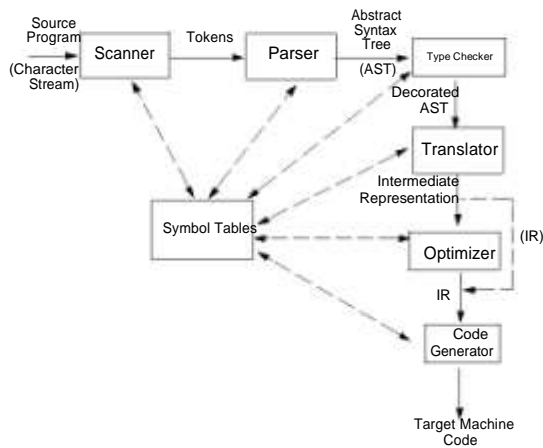 Source
Program
(Character
Stream)
Scanner
Tokens
Parser
Abstract
Syntax
Tree
(AST)
Type Checker
Decorated
AST
Translator
Intermediate
Representation
Symbol Tables
(IR)
Optimizer
IR
Code
Generator
Target Machine
Code